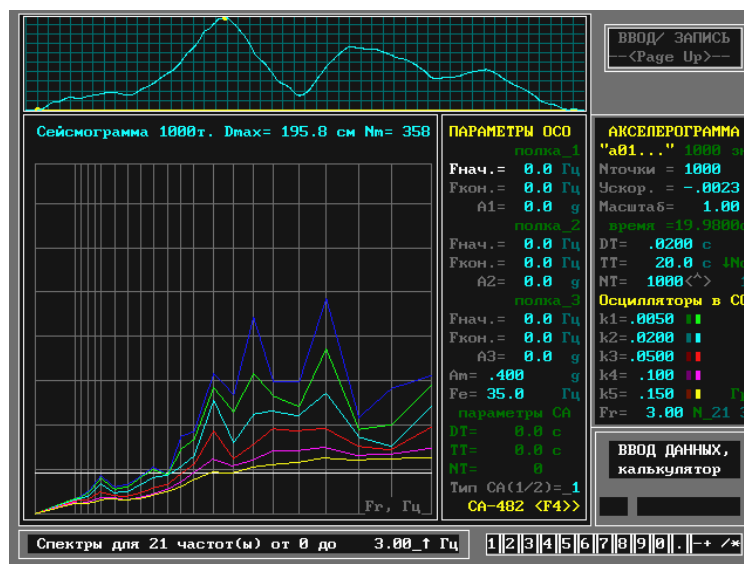 ВВОД/ ЗАПИСЬ
--<Page Up>--
Сейсмограмма 1000т. Dmax= 195.8 см Nm= 358
Fr, Гц
ПАРАМЕТРЫ ОСО
полка_1
Fнач.= 0.0 Гц
Fкон.= 0.0 Гц
A1= 0.0 g
полка_2
Fнач.= 0.0 Гц
Fкон.= 0.0 Гц
A2= 0.0 g
полка_3
Fнач.= 0.0 Гц
Fкон.= 0.0 Гц
A3= 0.0 g
Am= .400 g
Fe= 35.0 Гц
параметры СА
DT= 0.0 с
TT= 0.0 с
NT= 0
Тип СА(1/2)=_1
СА-482 <F4>>
АКСЕЛЕРОГРАММА
"a01..." 1000 зн
Nточки = 1000
Ускор. = -.0023
Масштаб= 1.00
время =19.9800с
DT= .0200 с
TT= 20.0 с ↓No
NT= 1000<^>
Осцилляторы в СО
k1=.0050
k2=.0200
k3=.0500
k4= .100
k5= .150
Fr= 3.00 N_21
ВВОД ДАННЫХ,
калькулятор
Спектры для 21 частот(ы) от 0 до 3.00_↑ Гц
1 2 3 4 5 6 7 8 9 0 . -+ /*